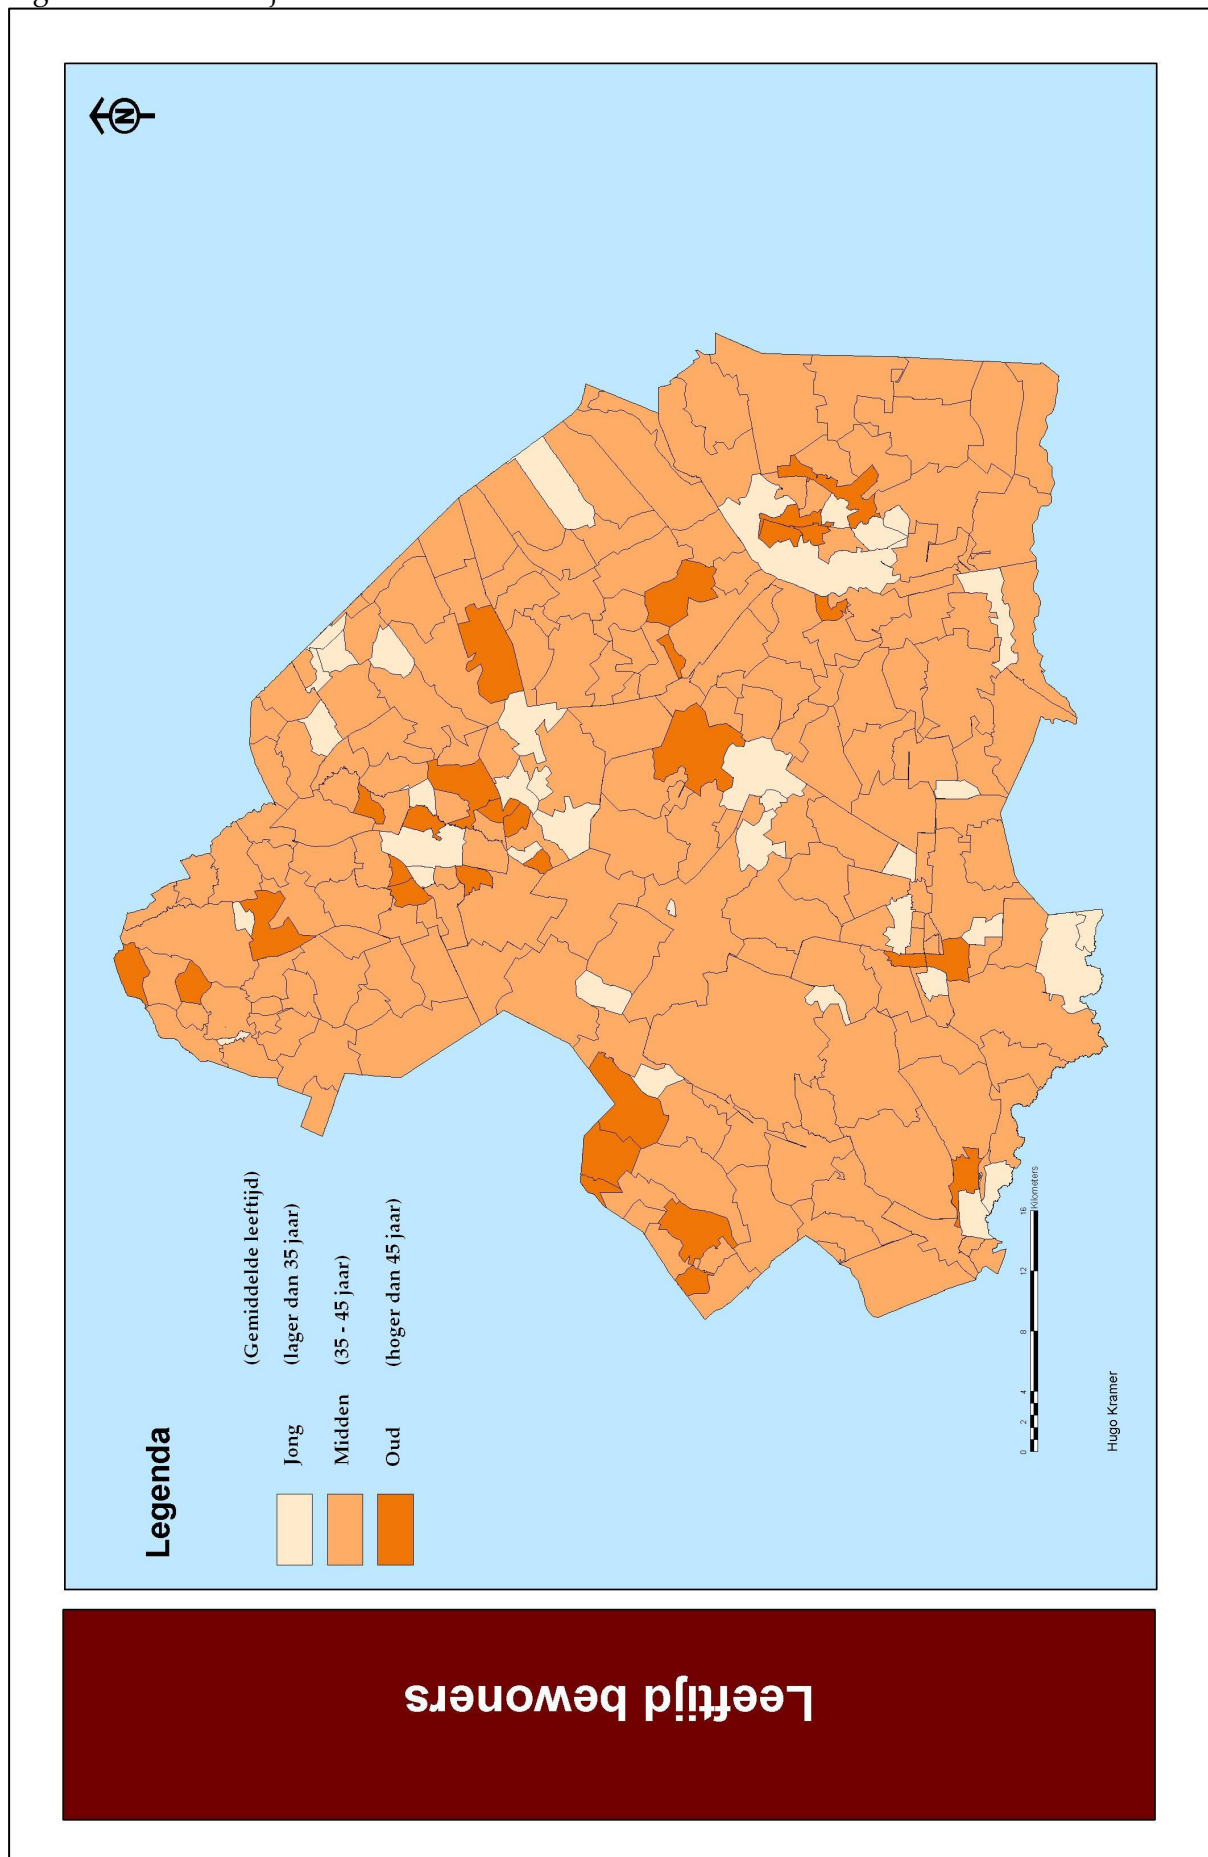 Leeftijd bewoners
Legenda
(Gemiddelde leeftijd)
Jong (lager dan 35 jaar)
Midden (35 - 45 jaar)
Oud (hoger dan 45 jaar)
N
0 2 4 8 12 16
Kilometers
Hugo Kramer